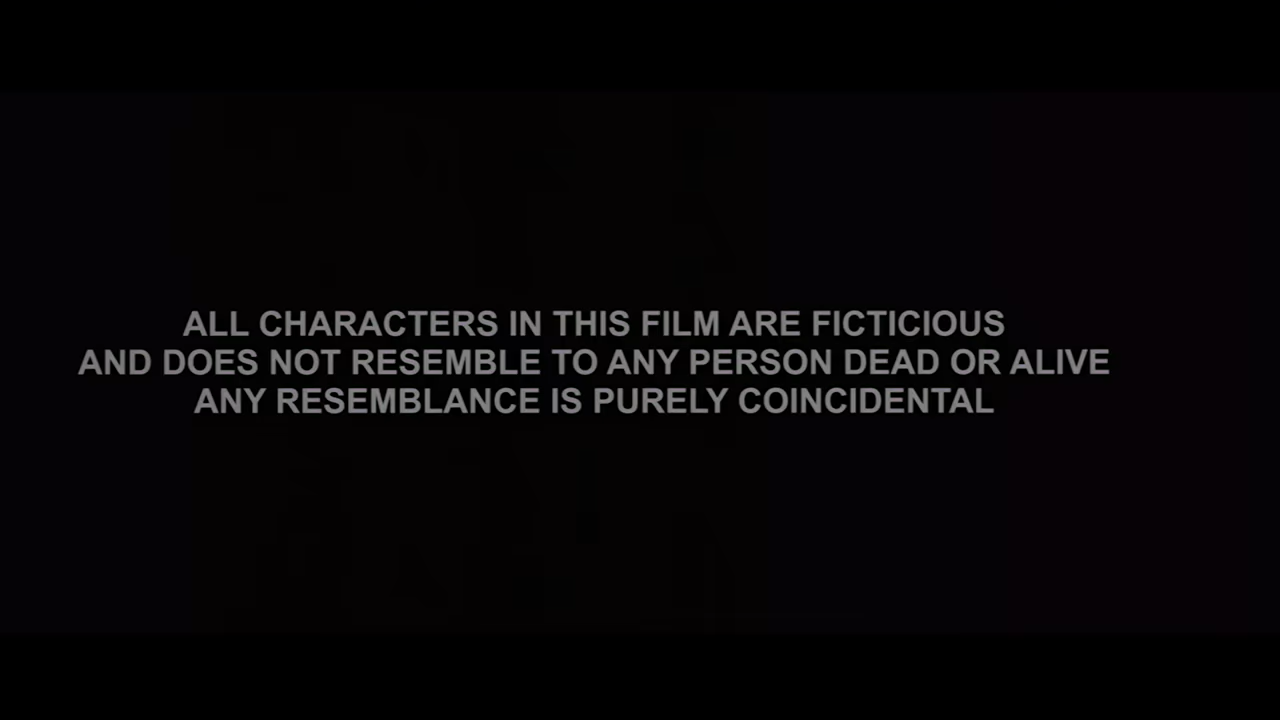 ALL CHARACTERS IN THIS FILM ARE FICTICIOUS
AND DOES NOT RESEMBLE TO ANY PERSON DEAD OR ALIVE
ANY RESEMBLANCE IS PURELY COINCIDENTAL